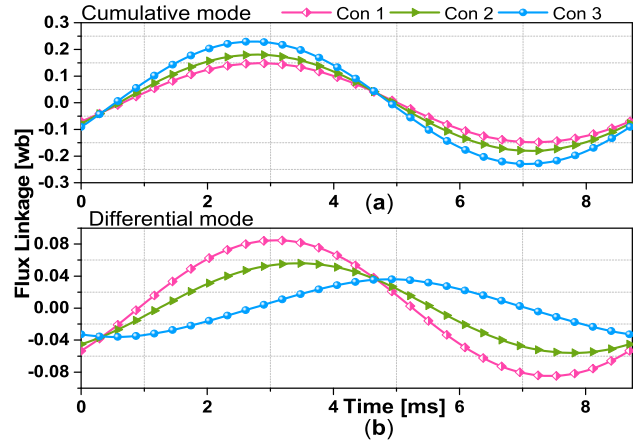 Cumulative mode
Con 1 Con 2 Con 3
0.3
0.2
0.1
0.0
-0.1
-0.2
-0.3
0 2 4 6 8
(a)
Differential mode
Flux Linkage [wb]
0.08
0.04
0.00
-0.04
-0.08
0 2 4 6 8
Time [ms]
(b)